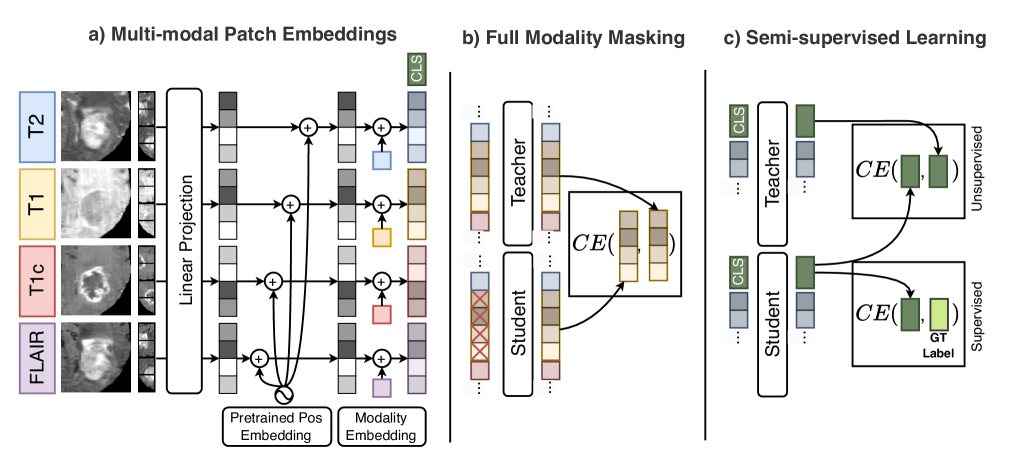 a) Multi-modal Patch Embeddings
CLS
T2
T1
T1c
FLAIR
Linear Projection
Pretrained Pos
Embedding
Modality
Embedding
b) Full Modality Masking
Teacher
Student
CE( , )
c) Semi-supervised Learning
CLS
Teacher
CE( , )
Unsupervised
CLS
Student
CE( , )
GT
Label
Supervised